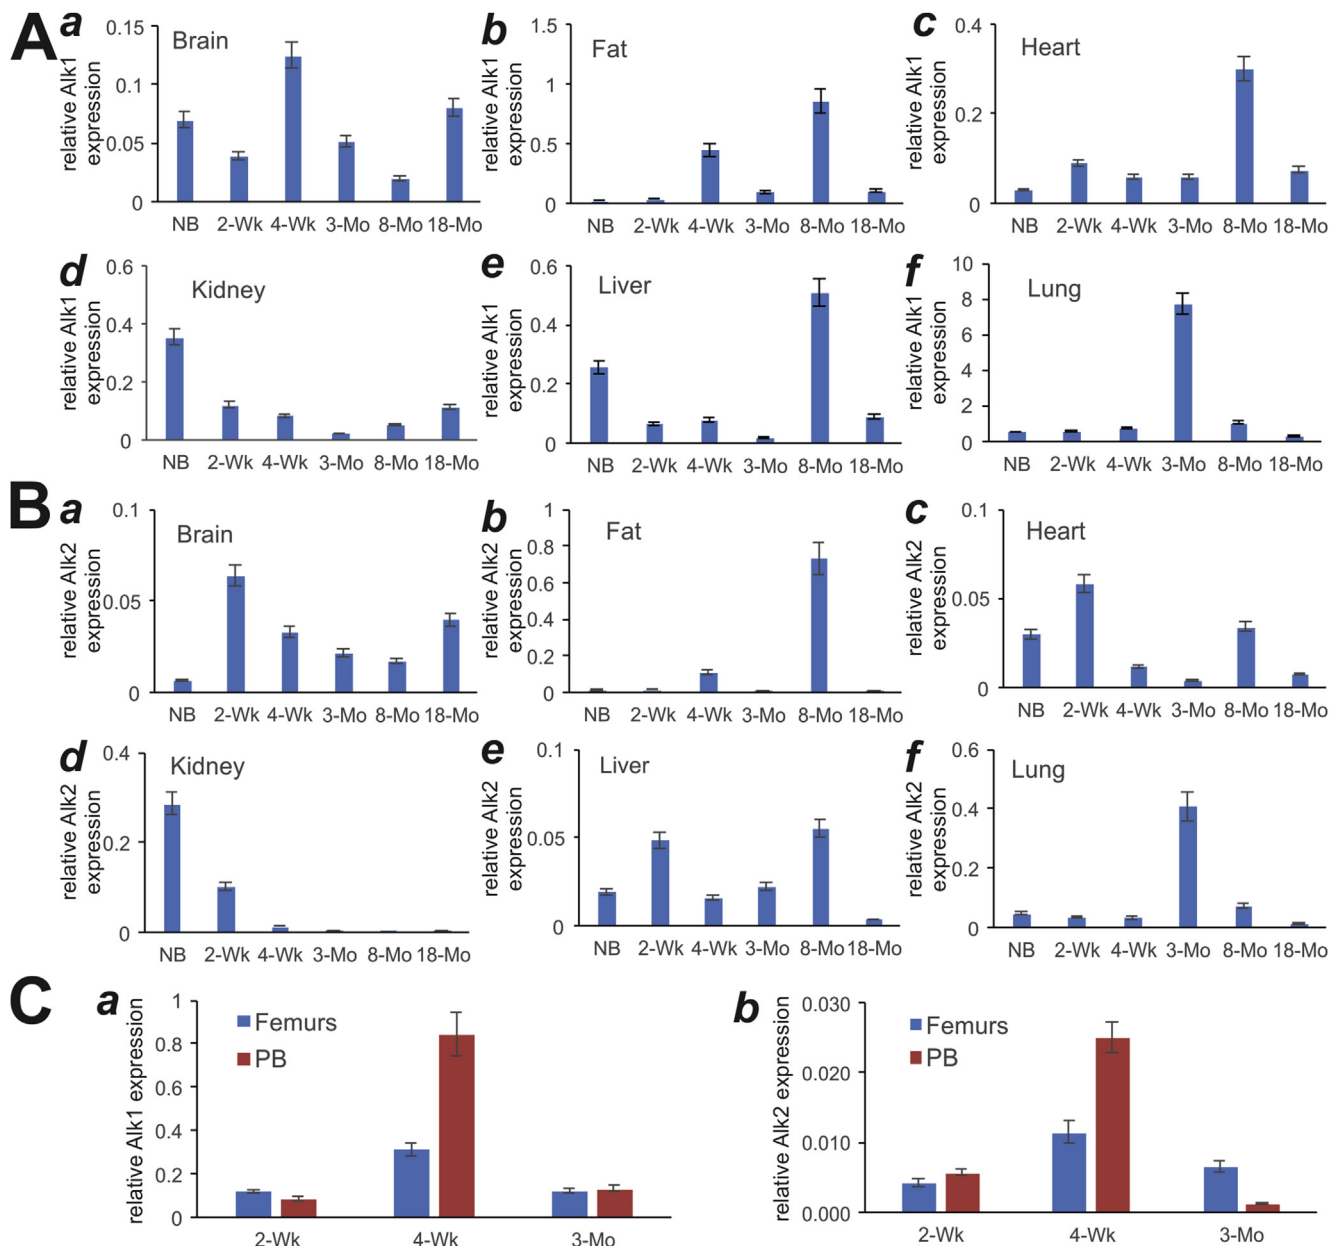 A
a
relative Alk1
expression
Brain
0.15
0.1
0.05
0
NB 2-Wk 4-Wk 3-Mo 8-Mo 18-Mo
b
relative Alk1
expression
Fat
1.5
1
0.5
0
NB 2-Wk 4-Wk 3-Mo 8-Mo 18-Mo
c
relative Alk1
expression
Heart
0.4
0.2
0
NB 2-Wk 4-Wk 3-Mo 8-Mo 18-Mo
d
relative Alk1
expression
Kidney
0.6
0.4
0.2
0
NB 2-Wk 4-Wk 3-Mo 8-Mo 18-Mo
e
relative Alk1
expression
Liver
0.6
0.4
0.2
0
NB 2-Wk 4-Wk 3-Mo 8-Mo 18-Mo
f
relative Alk1
expression
Lung
10
8
6
4
2
0
NB 2-Wk 4-Wk 3-Mo 8-Mo 18-Mo
B
a
relative Alk2
expression
Brain
0.1
0.05
0
NB 2-Wk 4-Wk 3-Mo 8-Mo 18-Mo
b
relative Alk2
expression
Fat
1
0.8
0.6
0.4
0.2
0
NB 2-Wk 4-Wk 3-Mo 8-Mo 18-Mo
c
relative Alk2
expression
Heart
0.1
0.05
0
NB 2-Wk 4-Wk 3-Mo 8-Mo 18-Mo
d
relative Alk2
expression
Kidney
0.4
0.2
0
NB 2-Wk 4-Wk 3-Mo 8-Mo 18-Mo
e
relative Alk2
expression
Liver
0.1
0.05
0
NB 2-Wk 4-Wk 3-Mo 8-Mo 18-Mo
f
relative Alk2
expression
Lung
0.6
0.4
0.2
0
NB 2-Wk 4-Wk 3-Mo 8-Mo 18-Mo
C
a
relative Alk1 expression
1
0.8
0.6
0.4
0.2
0
Femurs
PB
2-Wk 4-Wk 3-Mo
b
relative Alk2 expression
0.030
0.020
0.010
0.000
Femurs
PB
2-Wk 4-Wk 3-Mo